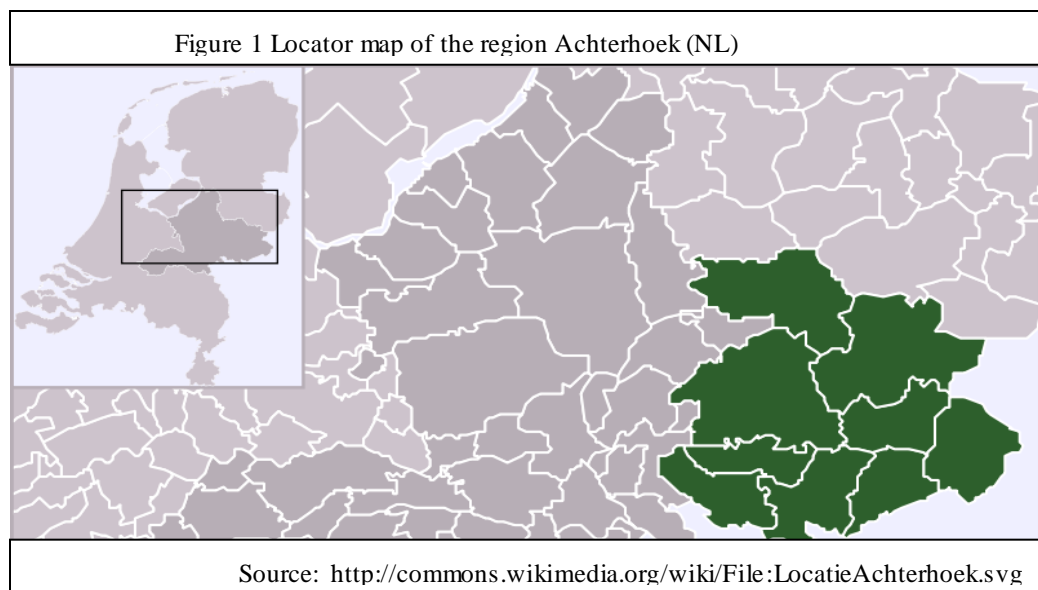 Figure 1 Locator map of the region Achterhoek (NL)
Source: http://commons.wikimedia.org/wiki/File:LocatieAchterhoek.svg